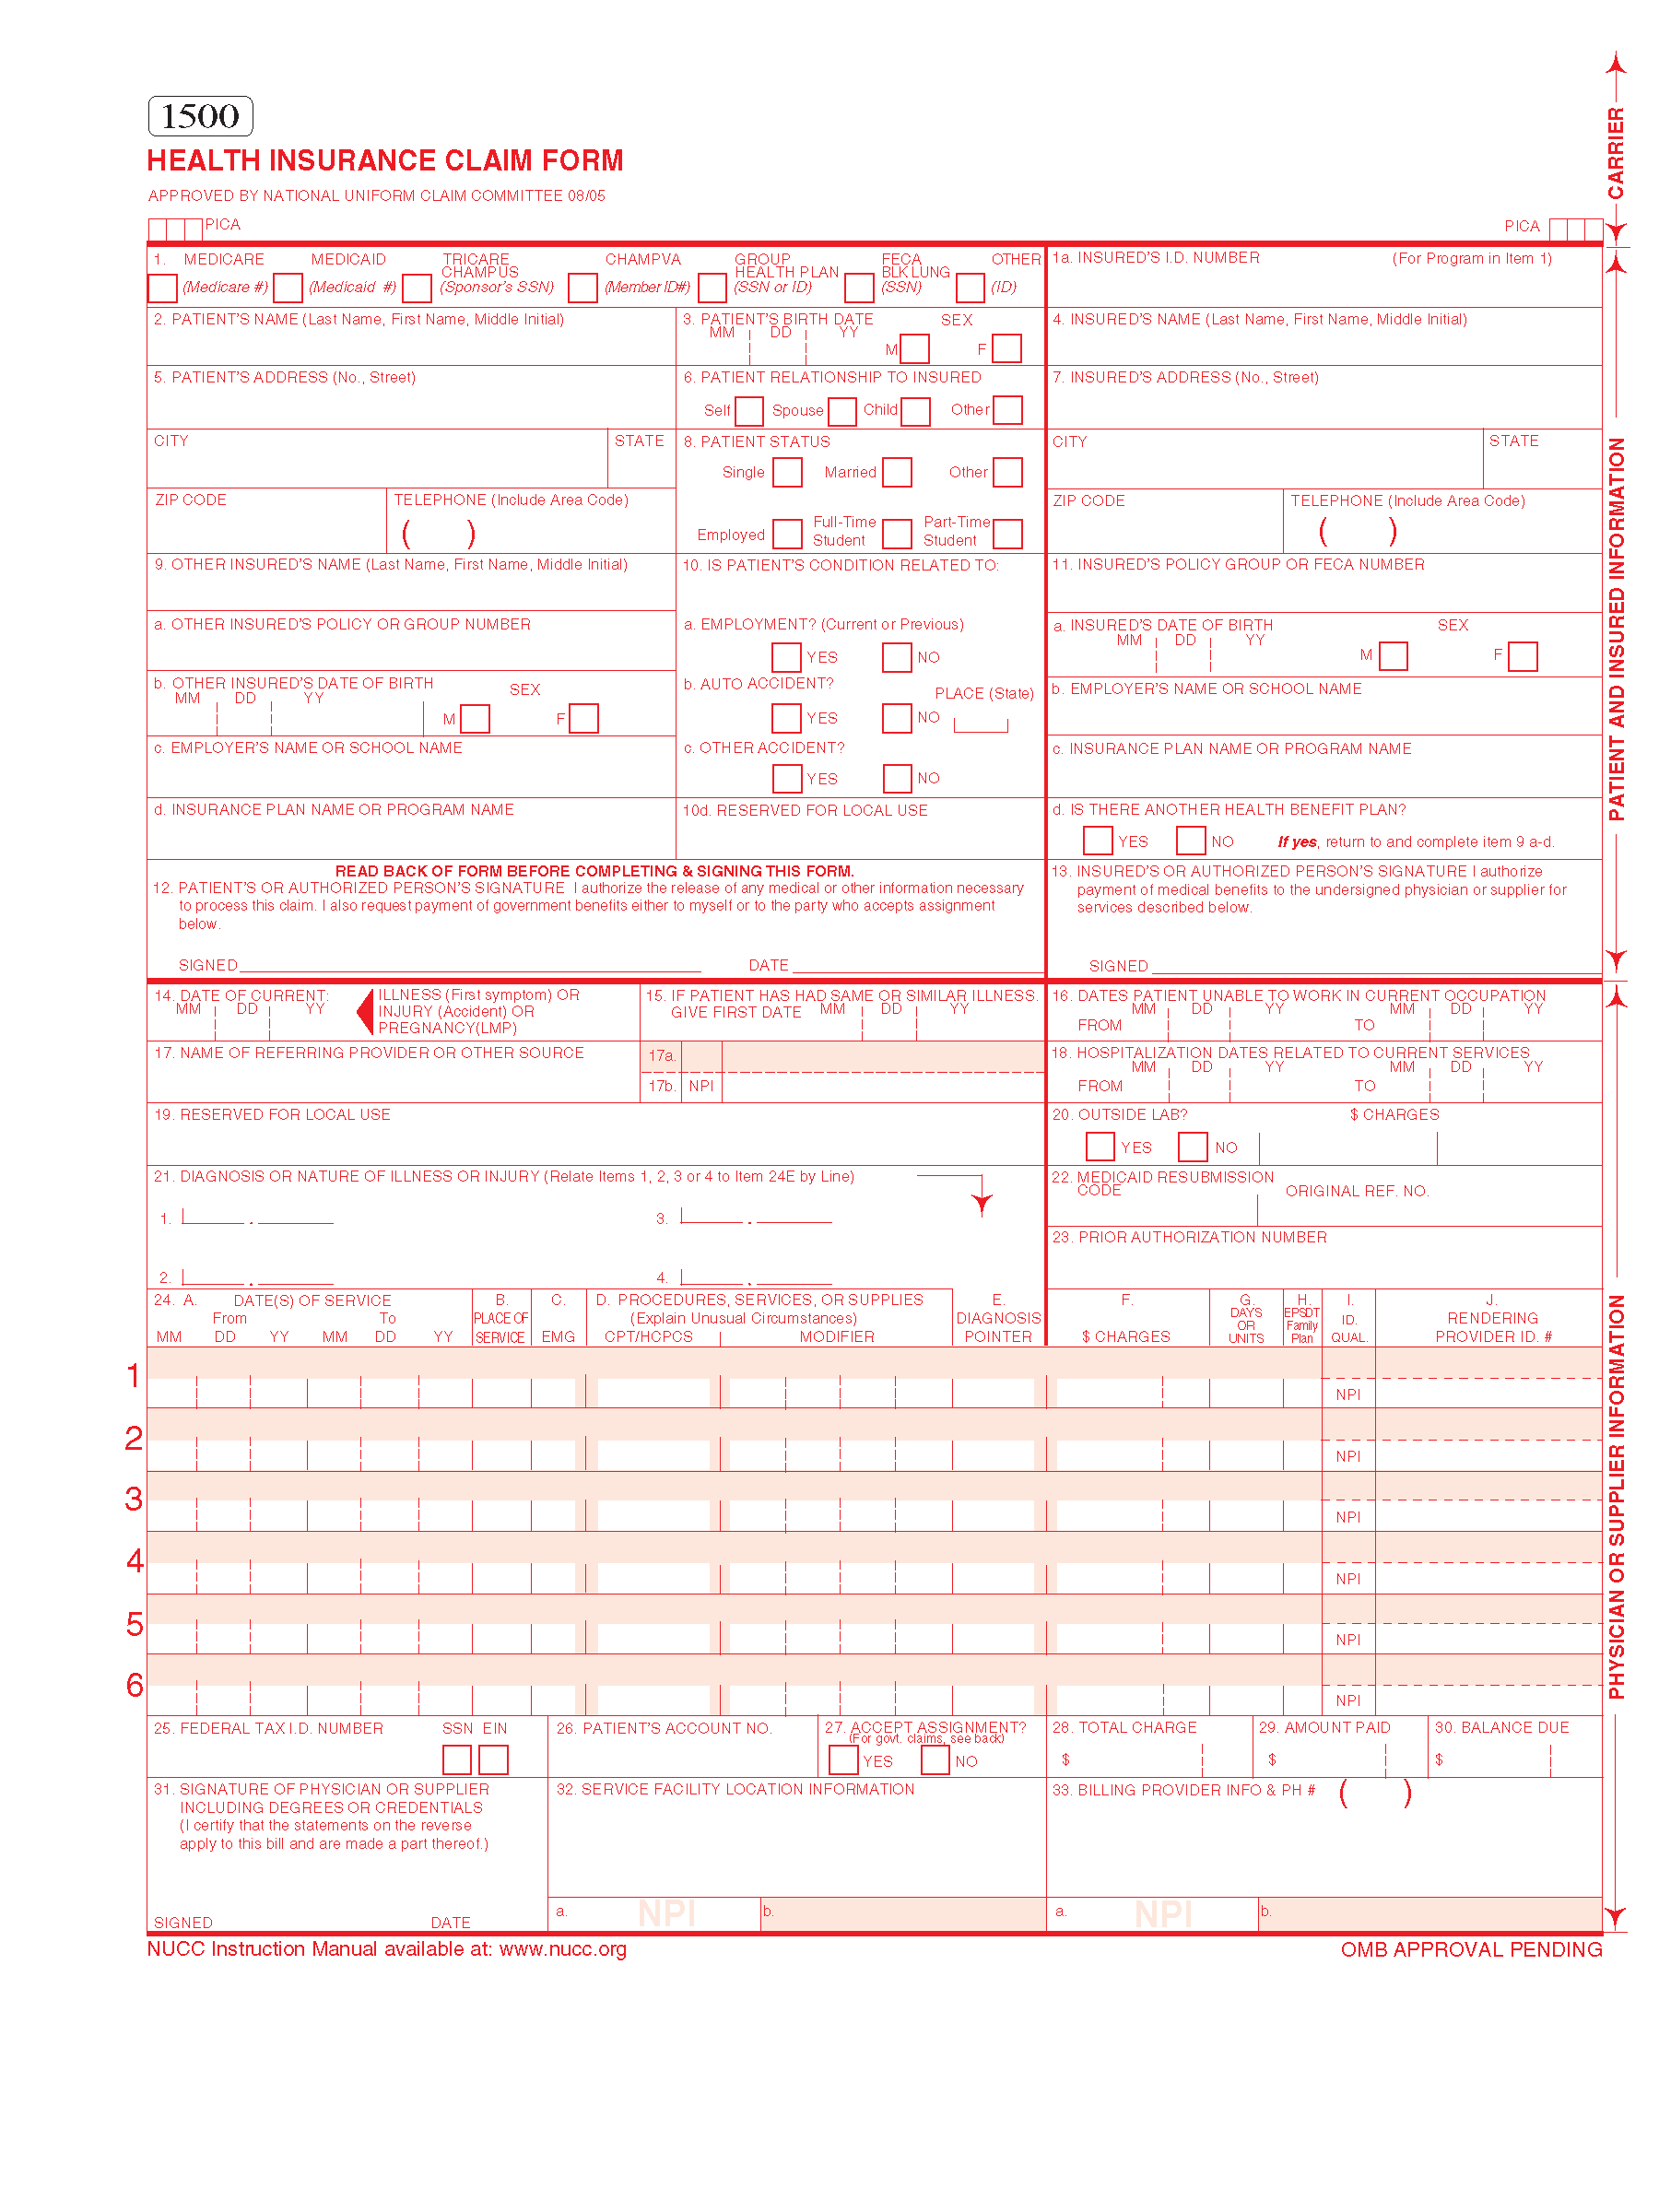 1500
HEALTH INSURANCE CLAIM FORM
APPROVED BY NATIONAL UNIFORM CLAIM COMMITTEE 08/05
PICA
PICA
CARRIER
1. MEDICARE MEDICAID TRICARE CHAMPUS CHAMPVA GROUP HEALTH PLAN FECA BLK LUNG OTHER
(Medicare #) (Medicaid #) (Sponsor's SSN) (Member ID#) (SSN or ID) (SSN) (ID)
1a. INSURED'S I.D. NUMBER (For Program in Item 1)
2. PATIENT'S NAME (Last Name, First Name, Middle Initial)
3. PATIENT'S BIRTH DATE SEX
MM DD YY
M F
4. INSURED'S NAME (Last Name, First Name, Middle Initial)
5. PATIENT'S ADDRESS (No., Street)
6. PATIENT RELATIONSHIP TO INSURED
Self Spouse Child Other
7. INSURED'S ADDRESS (No., Street)
CITY STATE
8. PATIENT STATUS
Single Married Other
Employed Full-Time Student Part-Time Student
CITY STATE
ZIP CODE TELEPHONE (Include Area Code)
( )
ZIP CODE TELEPHONE (Include Area Code)
( )
9. OTHER INSURED'S NAME (Last Name, First Name, Middle Initial)
10. IS PATIENT'S CONDITION RELATED TO:
11. INSURED'S POLICY GROUP OR FECA NUMBER
a. OTHER INSURED'S POLICY OR GROUP NUMBER
a. EMPLOYMENT? (Current or Previous)
YES NO
a. INSURED'S DATE OF BIRTH SEX
MM DD YY
M F
b. OTHER INSURED'S DATE OF BIRTH SEX
MM DD YY
M F
b. AUTO ACCIDENT? PLACE (State)
YES NO
b. EMPLOYER'S NAME OR SCHOOL NAME
c. EMPLOYER'S NAME OR SCHOOL NAME
c. OTHER ACCIDENT?
YES NO
c. INSURANCE PLAN NAME OR PROGRAM NAME
d. INSURANCE PLAN NAME OR PROGRAM NAME
10d. RESERVED FOR LOCAL USE
d. IS THERE ANOTHER HEALTH BENEFIT PLAN?
YES NO If yes, return to and complete item 9 a-d.
READ BACK OF FORM BEFORE COMPLETING & SIGNING THIS FORM.
12. PATIENT'S OR AUTHORIZED PERSON'S SIGNATURE I authorize the release of any medical or other information necessary
to process this claim. I also request payment of government benefits either to myself or to the party who accepts assignment
below.
SIGNED DATE
13. INSURED'S OR AUTHORIZED PERSON'S SIGNATURE I authorize
payment of medical benefits to the undersigned physician or supplier for
services described below.
SIGNED
PATIENT AND INSURED INFORMATION
14. DATE OF CURRENT:
MM DD YY
ILLNESS (First symptom) OR
INJURY (Accident) OR
PREGNANCY(LMP)
15. IF PATIENT HAS HAD SAME OR SIMILAR ILLNESS.
GIVE FIRST DATE MM DD YY
16. DATES PATIENT UNABLE TO WORK IN CURRENT OCCUPATION
MM DD YY MM DD YY
FROM TO
17. NAME OF REFERRING PROVIDER OR OTHER SOURCE
17a.
17b. NPI
18. HOSPITALIZATION DATES RELATED TO CURRENT SERVICES
MM DD YY MM DD YY
FROM TO
19. RESERVED FOR LOCAL USE
20. OUTSIDE LAB? $ CHARGES
YES NO
21. DIAGNOSIS OR NATURE OF ILLNESS OR INJURY (Relate Items 1, 2, 3 or 4 to Item 24E by Line)
1. . 3. .
2. . 4. .
22. MEDICAID RESUBMISSION
CODE ORIGINAL REF. NO.
23. PRIOR AUTHORIZATION NUMBER
24. A. DATE(S) OF SERVICE
From To
MM DD YY MM DD YY
B.
PLACE OF
SERVICE
C.
EMG
D. PROCEDURES, SERVICES, OR SUPPLIES
(Explain Unusual Circumstances)
CPT/HCPCS MODIFIER
E.
DIAGNOSIS
POINTER
F.
$ CHARGES
G.
DAYS
OR
UNITS
H.
EPSDT
Family
Plan
I.
ID.
QUAL.
J.
RENDERING
PROVIDER ID. #
1
NPI
2
NPI
3
NPI
4
NPI
5
NPI
6
NPI
25. FEDERAL TAX I.D. NUMBER SSN EIN
26. PATIENT'S ACCOUNT NO.
27. ACCEPT ASSIGNMENT?
(For govt. claims, see back)
YES NO
28. TOTAL CHARGE
$
29. AMOUNT PAID
$
30. BALANCE DUE
$
31. SIGNATURE OF PHYSICIAN OR SUPPLIER
INCLUDING DEGREES OR CREDENTIALS
(I certify that the statements on the reverse
apply to this bill and are made a part thereof.)
SIGNED DATE
32. SERVICE FACILITY LOCATION INFORMATION
a. NPI b.
33. BILLING PROVIDER INFO & PH # ( )
a. NPI b.
PHYSICIAN OR SUPPLIER INFORMATION
NUCC Instruction Manual available at: www.nucc.org
OMB APPROVAL PENDING